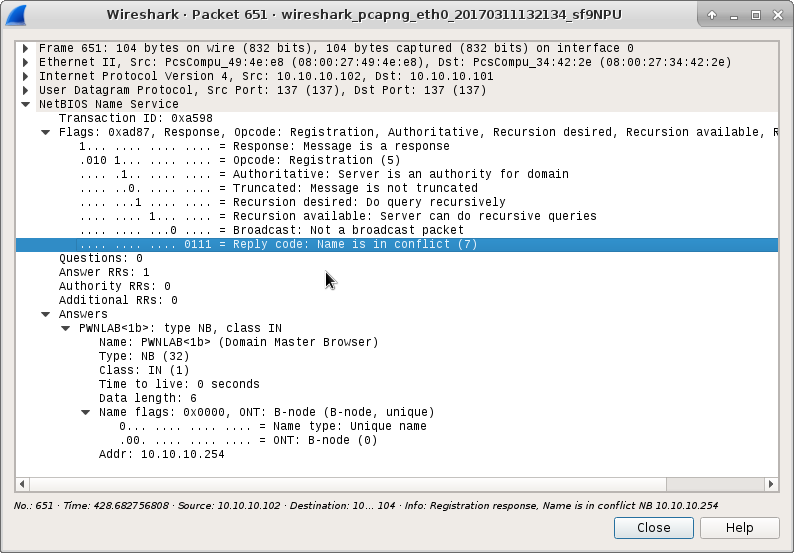 Wireshark · Packet 651 · wireshark_pcapng_eth0_20170311132134_sf9NPU
Frame 651: 104 bytes on wire (832 bits), 104 bytes captured (832 bits) on interface 0
Ethernet II, Src: PcsCompu_49:4e:e8 (08:00:27:49:4e:e8), Dst: PcsCompu_34:42:2e (08:00:27:34:42:2e)
Internet Protocol Version 4, Src: 10.10.10.102, Dst: 10.10.10.101
User Datagram Protocol, Src Port: 137 (137), Dst Port: 137 (137)
NetBIOS Name Service
Transaction ID: 0xa598
Flags: 0xad87, Response, Opcode: Registration, Authoritative, Recursion desired, Recursion available, R
1... .... .... .... = Response: Message is a response
.010 1... .... .... = Opcode: Registration (5)
.... .1.. .... .... = Authoritative: Server is an authority for domain
.... ..0. .... .... = Truncated: Message is not truncated
.... ...1 .... .... = Recursion desired: Do query recursively
.... .... 1... .... = Recursion available: Server can do recursive queries
.... .... ...0 .... = Broadcast: Not a broadcast packet
.... .... .... 0111 = Reply code: Name is in conflict (7)
Questions: 0
Answer RRs: 1
Authority RRs: 0
Additional RRs: 0
Answers
PWNLAB<1b>: type NB, class IN
Name: PWNLAB<1b> (Domain Master Browser)
Type: NB (32)
Class: IN (1)
Time to live: 0 seconds
Data length: 6
Name flags: 0x0000, ONT: B-node (B-node, unique)
0... .... .... .... = Name type: Unique name
.00. .... .... .... = ONT: B-node (0)
Addr: 10.10.10.254
No.: 651 · Time: 428.682756808 · Source: 10.10.10.102 · Destination: 10… 104 · Info: Registration response, Name is in conflict NB 10.10.10.254
Close Help